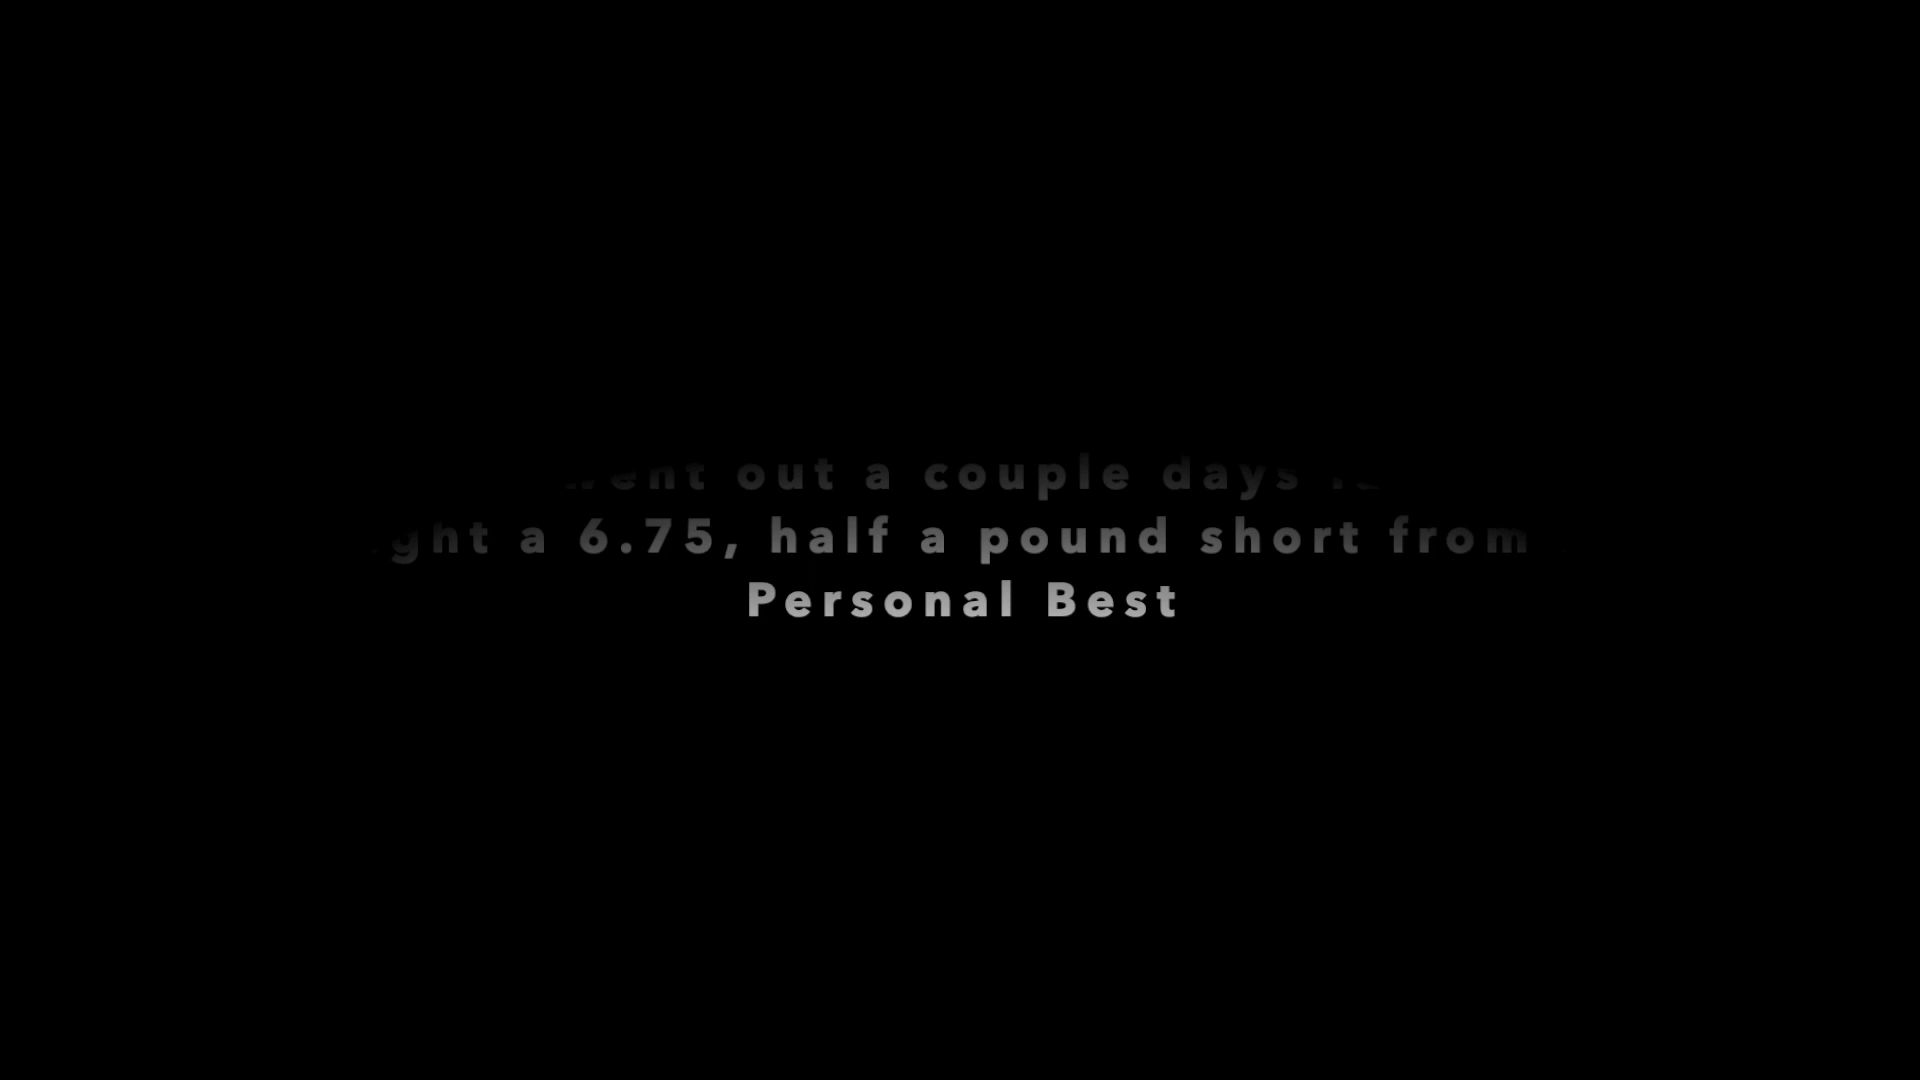 went out a couple days
a 6.75, half a pound short from
Personal Best